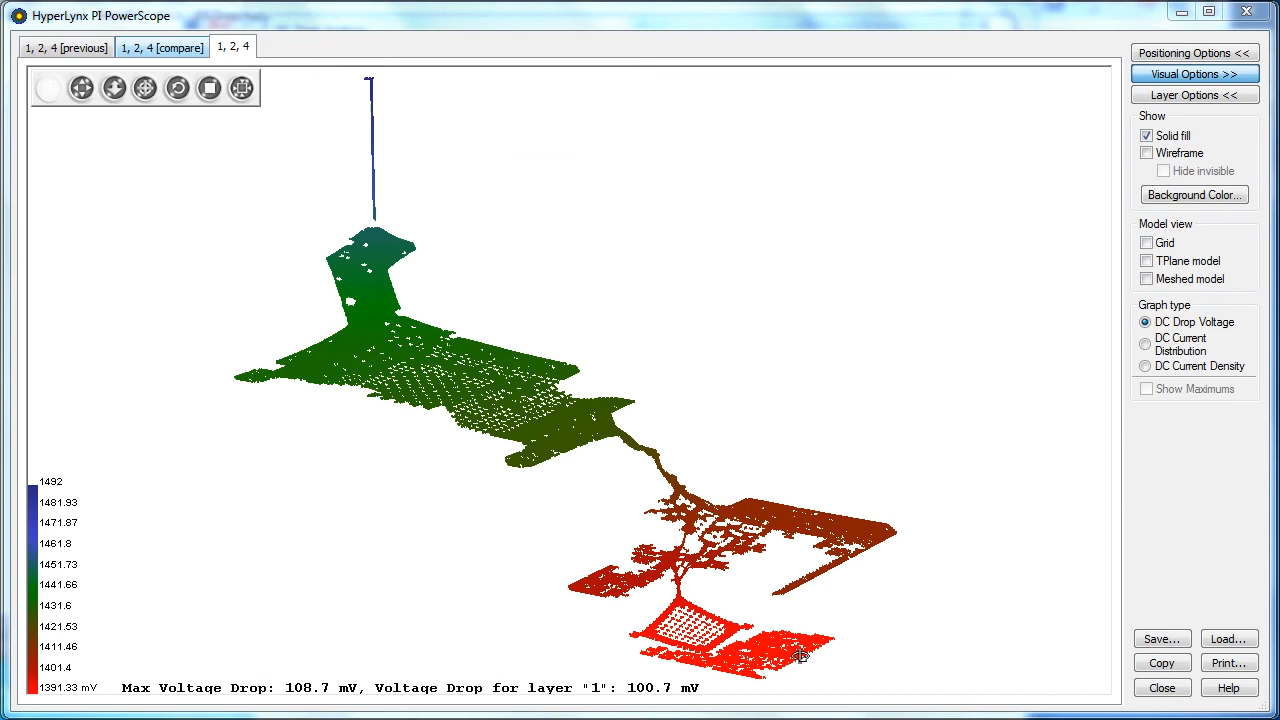 HyperLynx PI PowerScope
1, 2, 4 [previous]
1, 2, 4 [compare]
1, 2, 4
Positioning Options <<
Visual Options >>
Layer Options <<
Show
Solid fill
Wireframe
Hide invisible
Background Color...
Model view
Grid
TPlane model
Meshed model
Graph type
DC Drop Voltage
DC Current
Distribution
DC Current Density
Show Maximums
1492
1481.93
1471.87
1461.8
1451.73
1441.66
1431.6
1421.53
1411.46
1401.4
1391.33 mV
Max Voltage Drop: 108.7 mV, Voltage Drop for layer "1": 100.7 mV
Save...
Load...
Copy
Print...
Close
Help